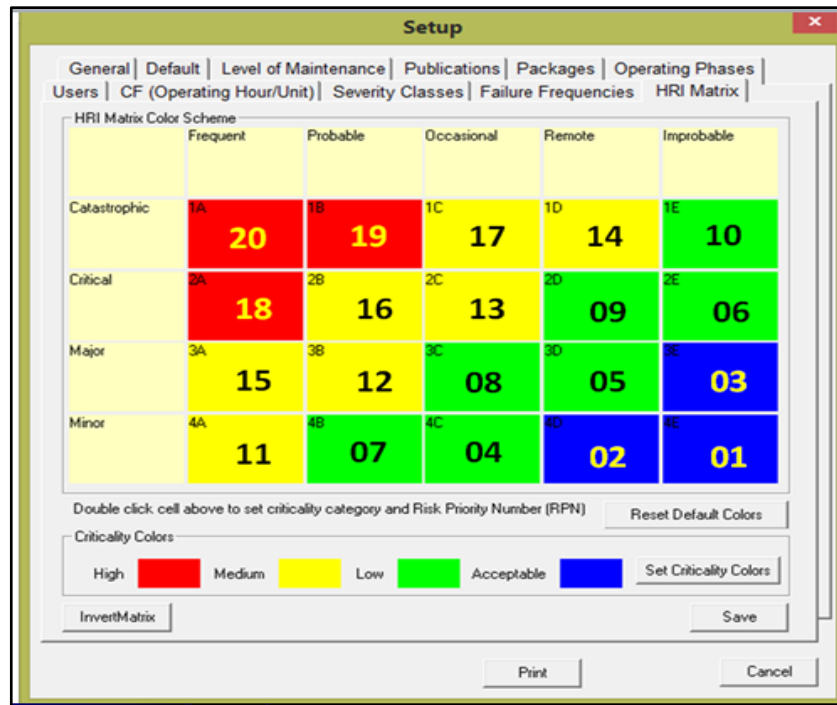 Setup
×
General | Default | Level of Maintenance | Publications | Packages | Operating Phases |
Users | CF (Operating Hour/Unit) | Severity Classes | Failure Frequencies HRI Matrix |
HRI Matrix Color Scheme
Frequent Probable Occasional Remote Improbable
Catastrophic 1A 1B 1C 1D 1E
20 19 17 14 10
Critical 2A 2B 2C 2D 2E
18 16 13 09 06
Major 3A 3B 3C 3D 3E
15 12 08 05 03
Minor 4A 4B 4C 4D 4E
11 07 04 02 01
Double click cell above to set criticality category and Risk Priority Number (RPN) Reset Default Colors
Criticality Colors
High Medium Low Acceptable Set Criticality Colors
InvertMatrix Save
Print Cancel